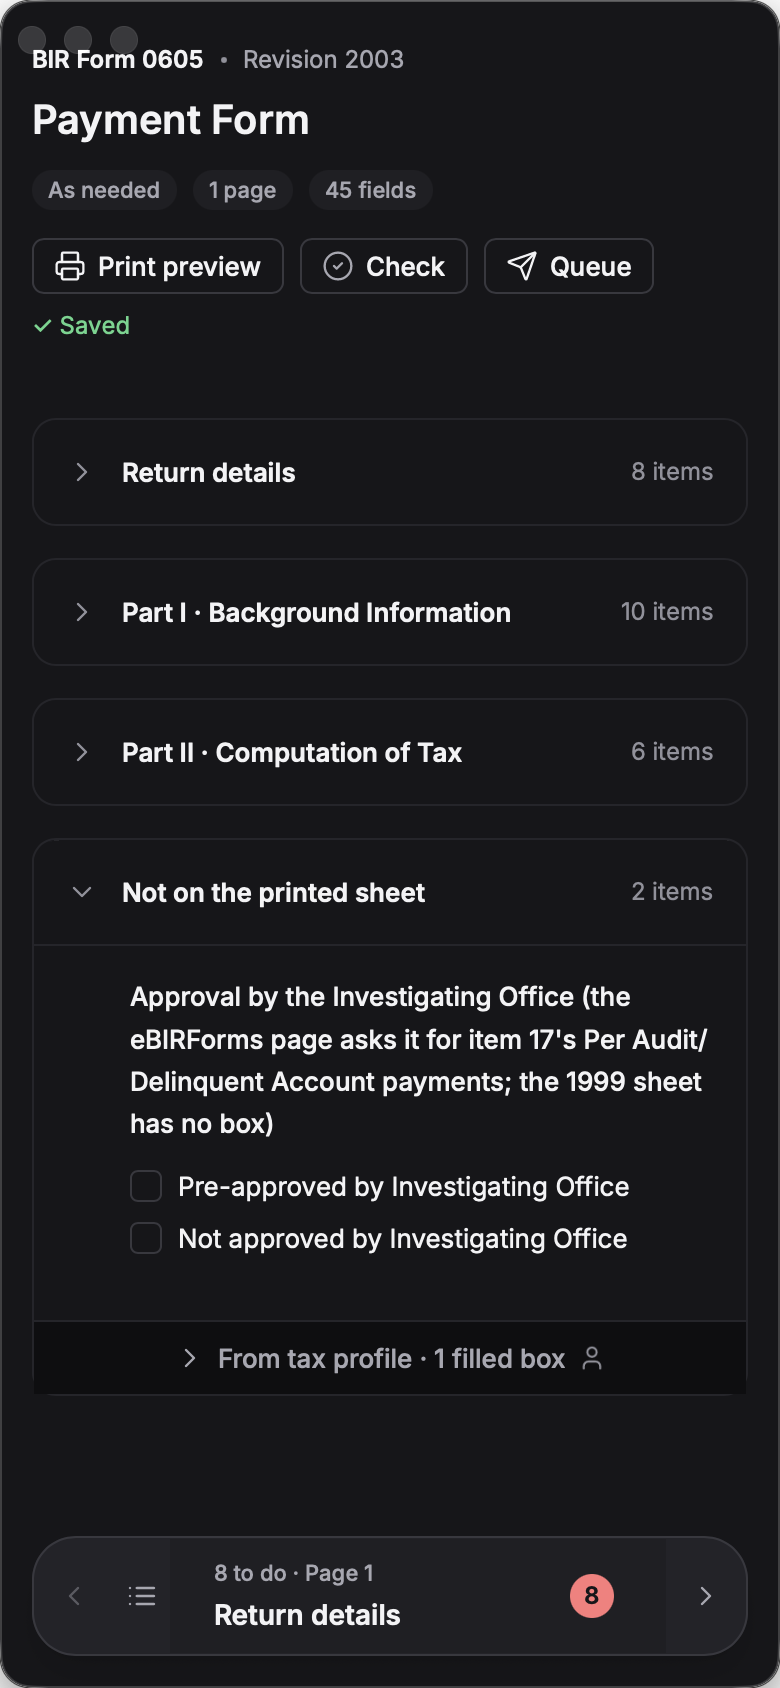 BIR Form 0605 • Revision 2003
Payment Form
As needed 1 page 45 fields
Print preview Check Queue
Saved
Return details 8 items
Part I · Background Information 10 items
Part II · Computation of Tax 6 items
Not on the printed sheet 2 items
Approval by the Investigating Office (the
eBIRForms page asks it for item 17's Per Audit/
Delinquent Account payments; the 1999 sheet
has no box)
Pre-approved by Investigating Office
Not approved by Investigating Office
From tax profile · 1 filled box
8 to do · Page 1
Return details 8